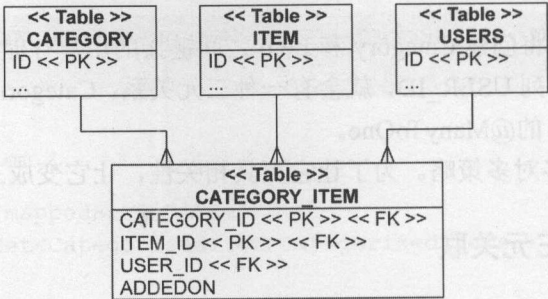 << Table >>
CATEGORY
ID << PK >>
...
<< Table >>
ITEM
ID << PK >>
...
<< Table >>
USERS
ID << PK >>
...
<< Table >>
CATEGORY_ITEM
CATEGORY_ID << PK >> << FK >>
ITEM_ID << PK >> << FK >>
USER_ID << FK >>
ADDEDON